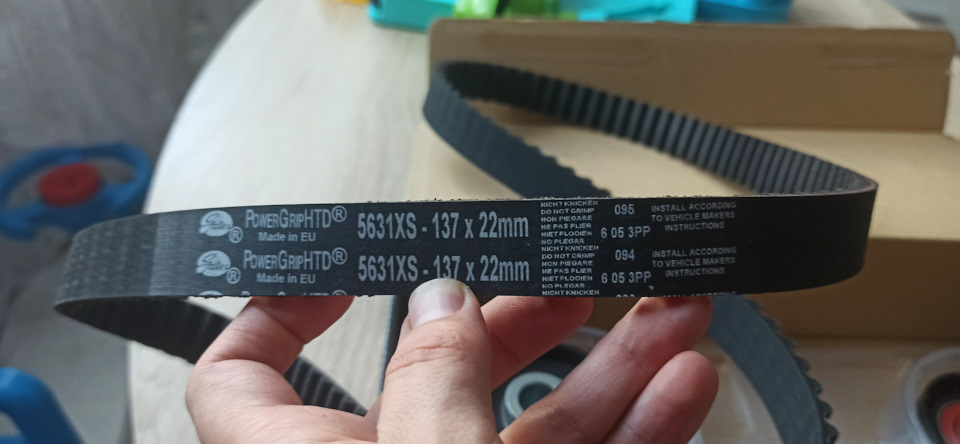 Gates ® PowerGripHTD®
Made in EU
5631XS - 137 x 22mm
NICHT KNICKEN
DO NOT CRIMP
NON PIEGARE
NE PAS PLIER
NIET PLOOIEN
NO PLEGAR
095
6 05 3PP
INSTALL ACCORDING
TO VEHICLE MAKERS
INSTRUCTIONS
Gates ® PowerGripHTD®
Made in EU
5631XS - 137 x 22mm
NICHT KNICKEN
DO NOT CRIMP
NON PIEGARE
NE PAS PLIER
NIET PLOOIEN
NO PLEGAR
094
6 05 3PP
INSTALL ACCORDING
TO VEHICLE MAKERS
INSTRUCTIONS
NICHT KNICKEN